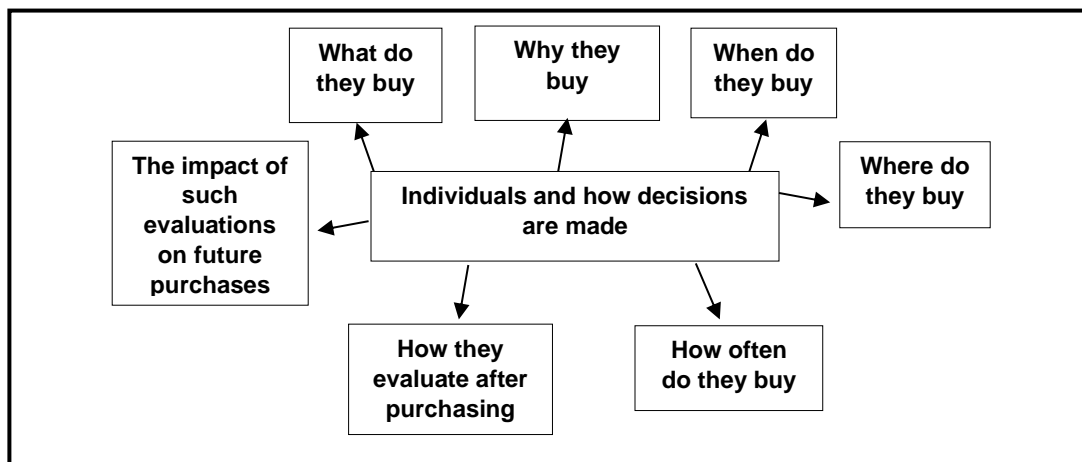 What do
they buy
Why they
buy
When do
they buy
The impact of
such
evaluations
on future
purchases
Individuals and how decisions
are made
Where do
they buy
How they
evaluate after
purchasing
How often
do they buy